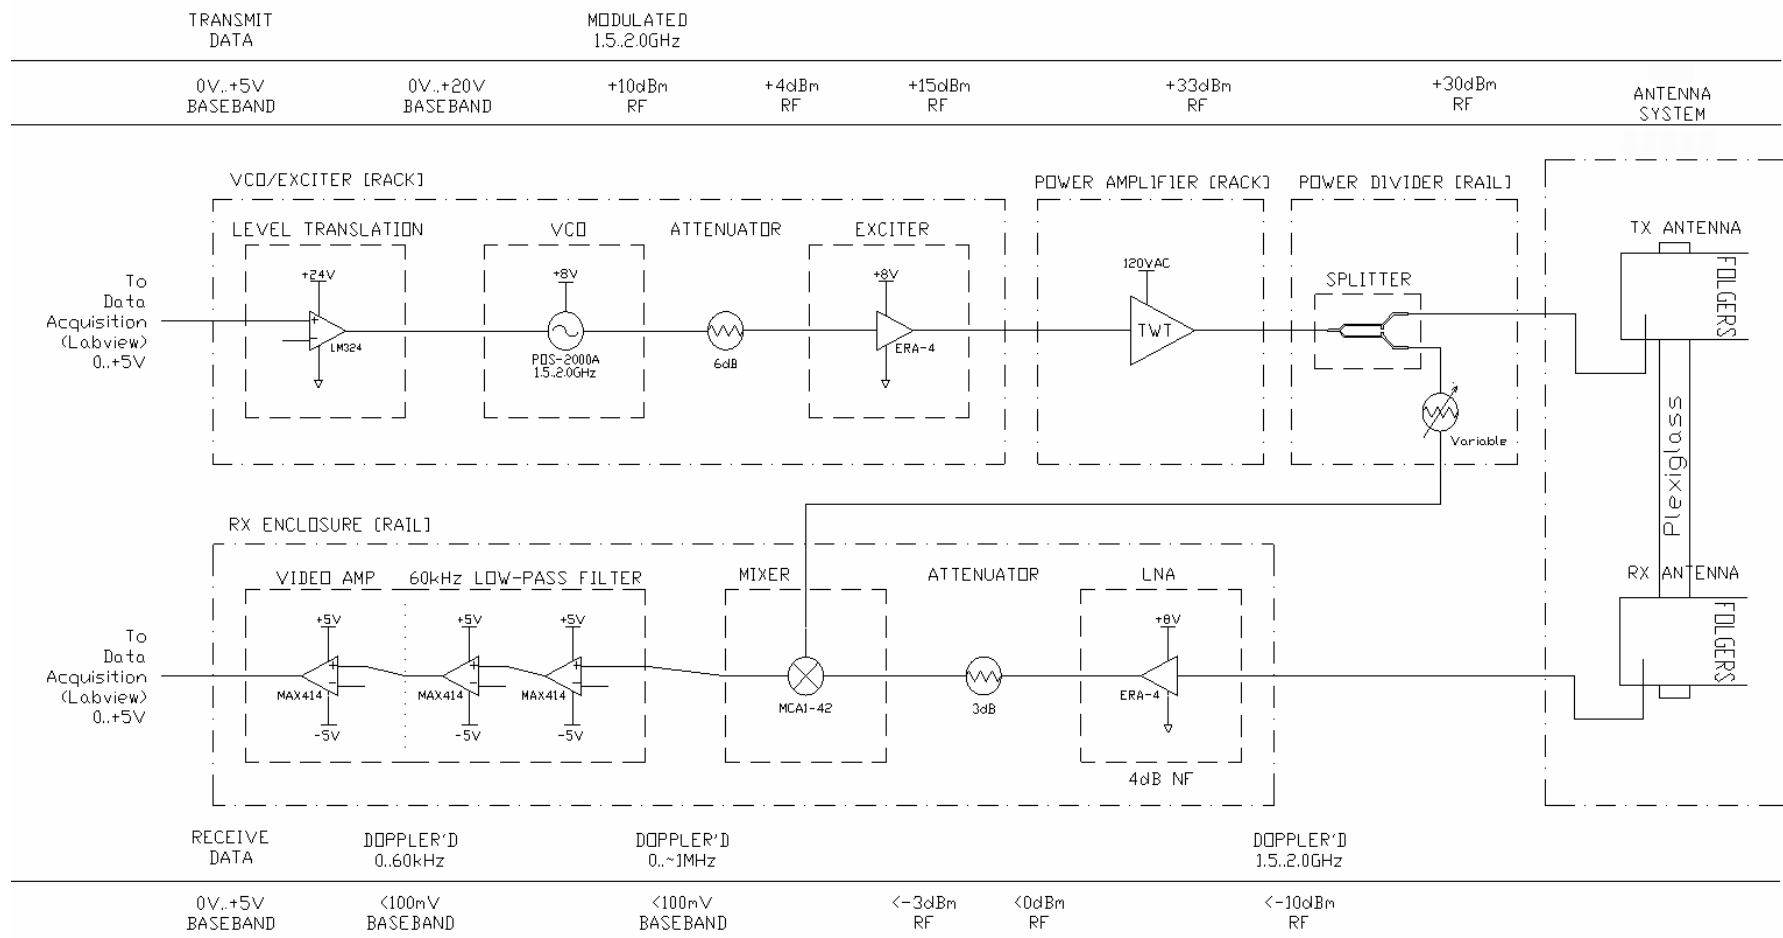 TRANSMIT
DATA
MODULATED
1.5..2.0GHz
0V..+5V
BASEBAND
0V..+20V
BASEBAND
+10dBm
RF
+4dBm
RF
+15dBm
RF
+33dBm
RF
+30dBm
RF
ANTENNA
SYSTEM
VCO/EXCITER [RACK]
POWER AMPLIFIER [RACK]
POWER DIVIDER [RAIL]
LEVEL TRANSLATION
VCO
ATTENUATOR
EXCITER
TX ANTENNA
SPLITTER
FOLGERS
+24V
+8V
+8V
120VAC
To
Data
Acquisition
(Labview)
0..+5V
+
-
LM324
POS-2000A
1.5..2.0GHz
6dB
ERA-4
TWT
Variable
Plexiglass
RX ENCLOSURE [RAIL]
VIDEO AMP
60kHz LOW-PASS FILTER
MIXER
ATTENUATOR
LNA
RX ANTENNA
FOLGERS
+5V
+5V
+5V
+8V
To
Data
Acquisition
(Labview)
0..+5V
+
-
+
-
+
-
MAX414
MAX414
MAX414
MCA1-42
3dB
ERA-4
-5V
-5V
-5V
4dB NF
RECEIVE
DATA
DOPPLER'D
0..60kHz
DOPPLER'D
0..~1MHz
DOPPLER'D
1.5..2.0GHz
0V..+5V
BASEBAND
<100mV
BASEBAND
<100mV
BASEBAND
<-3dBm
RF
<0dBm
RF
<-10dBm
RF